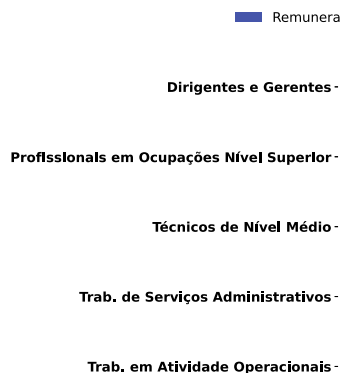 Remunera
Dirigentes e Gerentes
Profissionais em Ocupações Nível Superior
Técnicos de Nível Médio
Trab. de Serviços Administrativos
Trab. em Atividade Operacionais